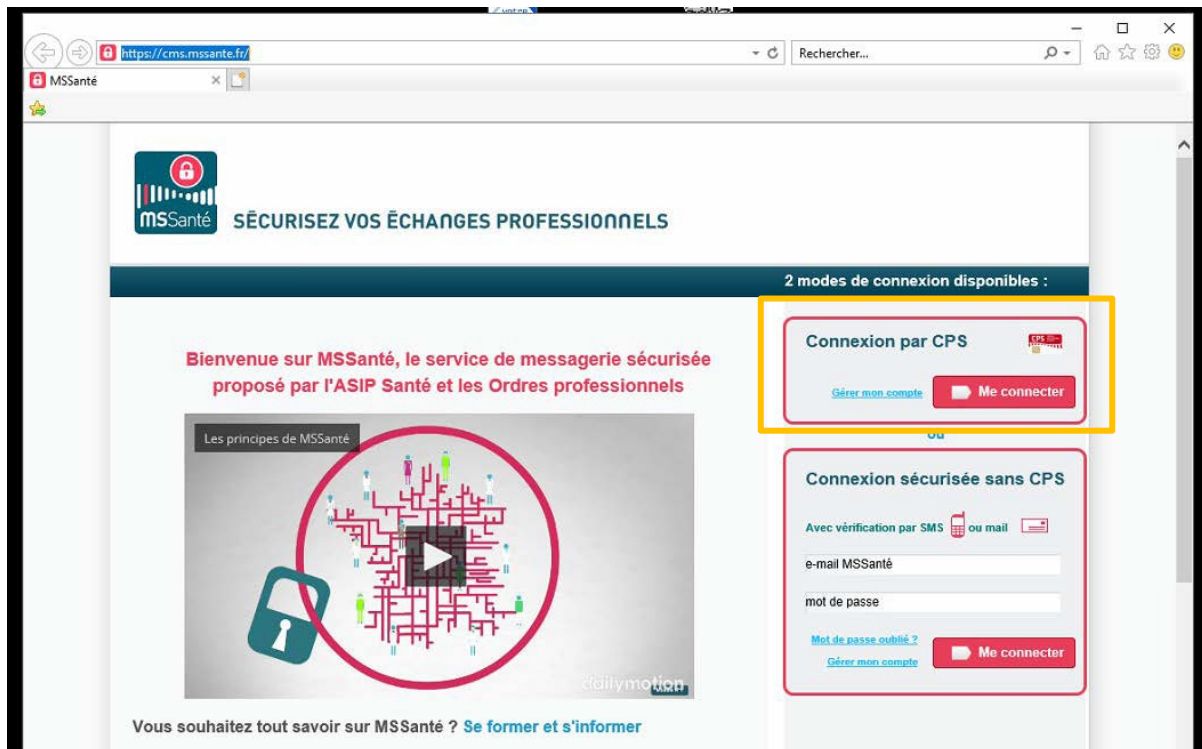 https://cms.mssante.fr/
Rechercher...
MSSanté
MSSanté
SÉCURISEZ VOS ÉCHANGES PROFESSIONNELS
2 modes de connexion disponibles :
Bienvenue sur MSSanté, le service de messagerie sécurisée
proposé par l'ASIP Santé et les Ordres professionnels
Les principes de MSSanté
dailymotion
Vous souhaitez tout savoir sur MSSanté ? Se former et s'informer
Connexion par CPS
CPS
Gérer mon compte
Me connecter
ou
Connexion sécurisée sans CPS
Avec vérification par SMS ou mail
e-mail MSSanté
mot de passe
Mot de passe oublié ?
Gérer mon compte
Me connecter